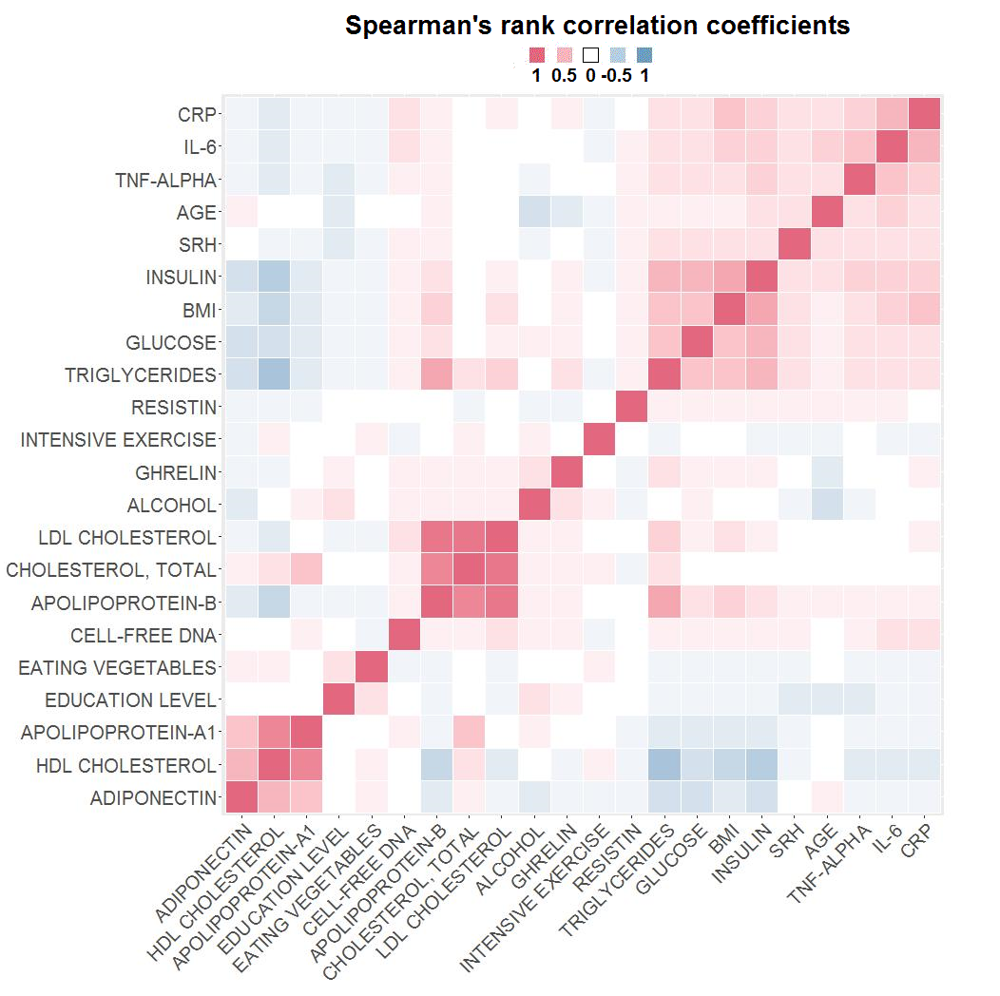 Spearman's rank correlation coefficients
1 0.5 0 -0.5 1
CRP
IL-6
TNF-ALPHA
AGE
SRH
INSULIN
BMI
GLUCOSE
TRIGLYCERIDES
RESISTIN
INTENSIVE EXERCISE
GHRELIN
ALCOHOL
LDL CHOLESTEROL
CHOLESTEROL, TOTAL
APOLIPOPROTEIN-B
CELL-FREE DNA
EATING VEGETABLES
EDUCATION LEVEL
APOLIPOPROTEIN-A1
HDL CHOLESTEROL
ADIPONECTIN
ADIPONECTIN
HDL CHOLESTEROL
APOLIPOPROTEIN-A1
EDUCATION LEVEL
EATING VEGETABLES
CELL-FREE DNA
APOLIPOPROTEIN-B
CHOLESTEROL, TOTAL
LDL CHOLESTEROL
ALCOHOL
GHRELIN
INTENSIVE EXERCISE
RESISTIN
TRIGLYCERIDES
GLUCOSE
BMI
INSULIN
SRH
AGE
TNF-ALPHA
IL-6
CRP